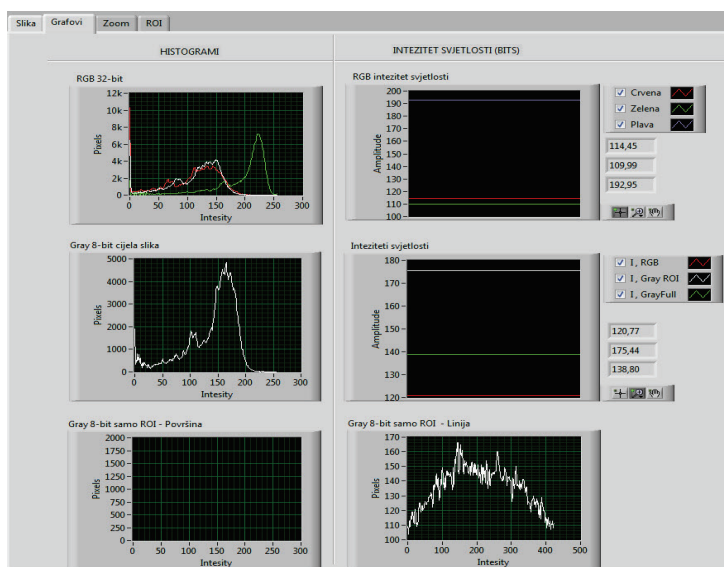 Slika Grafovi Zoom ROI
HISTOGRAMI
INTEZITET SVJETLOSTI (BITS)
RGB 32-bit
12k
10k
8k
6k
4k
2k
0
Pixels
0 50 100 150 200 250 300
Intesity
RGB intezitet svjetlosti
200
190
180
170
160
150
140
130
120
110
100
Amplitude
Crvena
Zelena
Plava
114,45
109,99
192,95
Gray 8-bit cijela slika
5000
4000
3000
2000
1000
0
Pixels
0 50 100 150 200 250 300
Intesity
Inteziteti svjetlosti
180
170
160
150
140
130
120
Amplitude
I, RGB
I, Gray ROI
I, GrayFull
120,77
175,44
138,80
Gray 8-bit samo ROI - Površina
2000
1750
1500
1250
1000
750
500
250
0
Pixels
0 50 100 150 200 250 300
Intesity
Gray 8-bit samo ROI - Linija
170
160
150
140
130
120
110
100
Pixels
0 100 200 300 400 500
Intesity